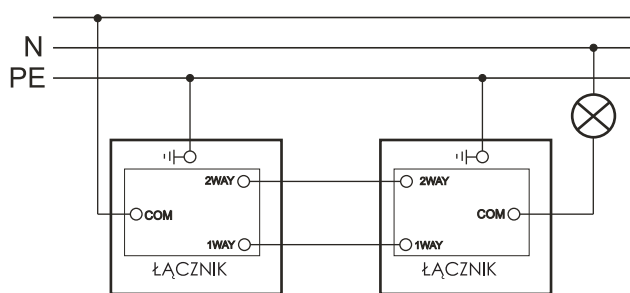 N
PE
2WAY 2WAY
COM COM
1WAY 1WAY
ŁĄCZNIK ŁĄCZNIK